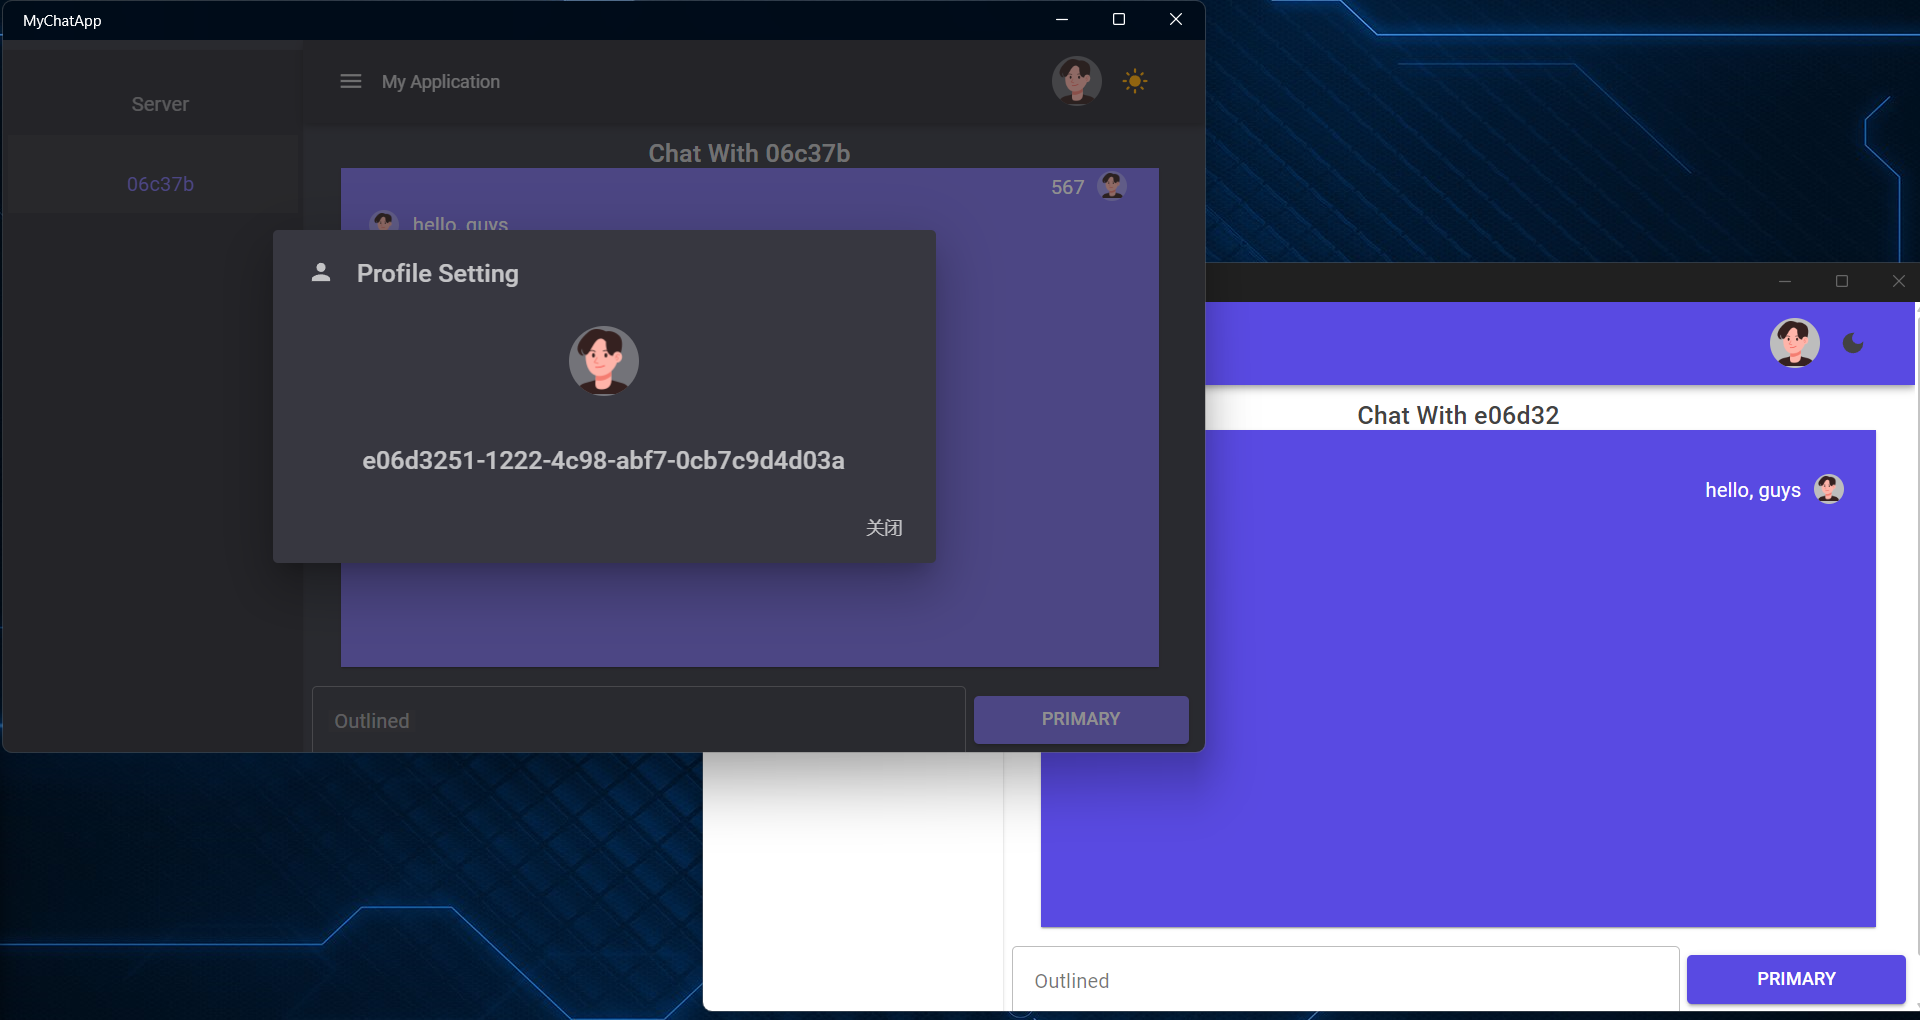 MyChatApp
My Application
Server
06c37b
Chat With 06c37b
567
hello, guys
Profile Setting
e06d3251-1222-4c98-abf7-0cb7c9d4d03a
关闭
Outlined
PRIMARY
Chat With e06d32
hello, guys
Outlined
PRIMARY